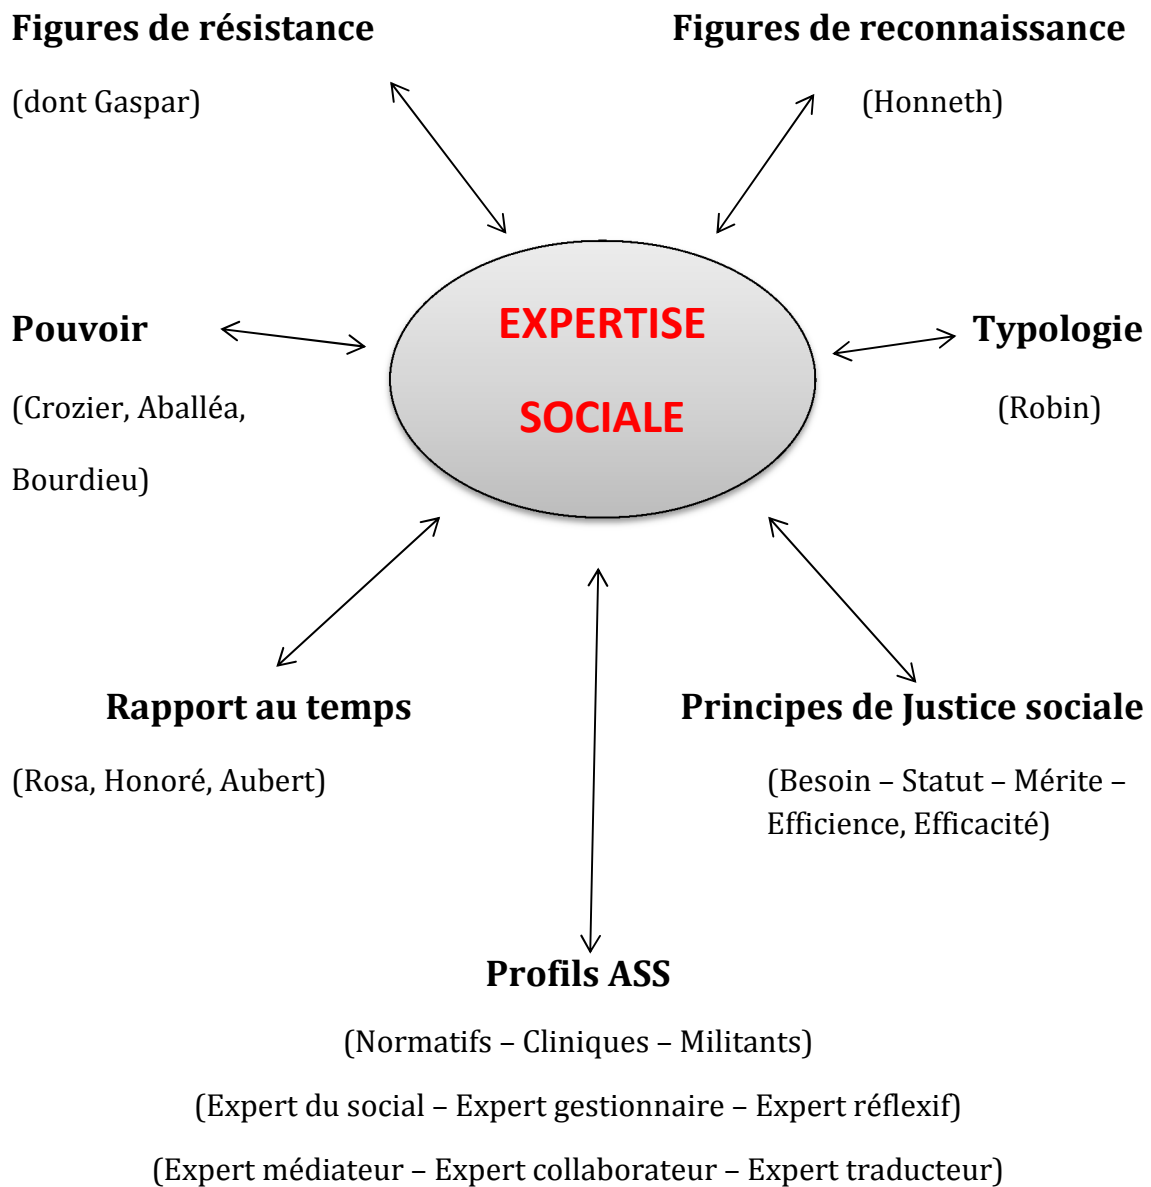 Figures de résistance
Figures de reconnaissance
(dont Gaspar)
(Honneth)
EXPERTISE
SOCIALE
Pouvoir
(Crozier, Aballéa,
Bourdieu)
Typologie
(Robin)
Rapport au temps
(Rosa, Honoré, Aubert)
Principes de Justice sociale
(Besoin – Statut – Mérite –
Efficience, Efficacité)
Profils ASS
(Normatifs – Cliniques – Militants)
(Expert du social – Expert gestionnaire – Expert réflexif)
(Expert médiateur – Expert collaborateur – Expert traducteur)